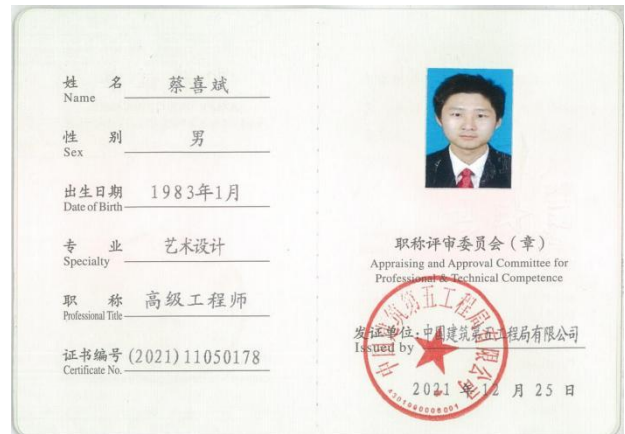 姓 名 蔡喜斌
Name
性 别 男
Sex
出生日期 1983年1月
Date of Birth
专 业 艺术设计
Specialty
职 称 高级工程师
Professional Title
证书编号 (2021)11050178
Certificate No.
职称评审委员会(章)
Appraising and Approval Committee for
Professional & Technical Competence
发证单位:中国建筑第五工程局有限公司
Issued by
2021 年 12 月 25 日
中国建筑第五工程局有限公司